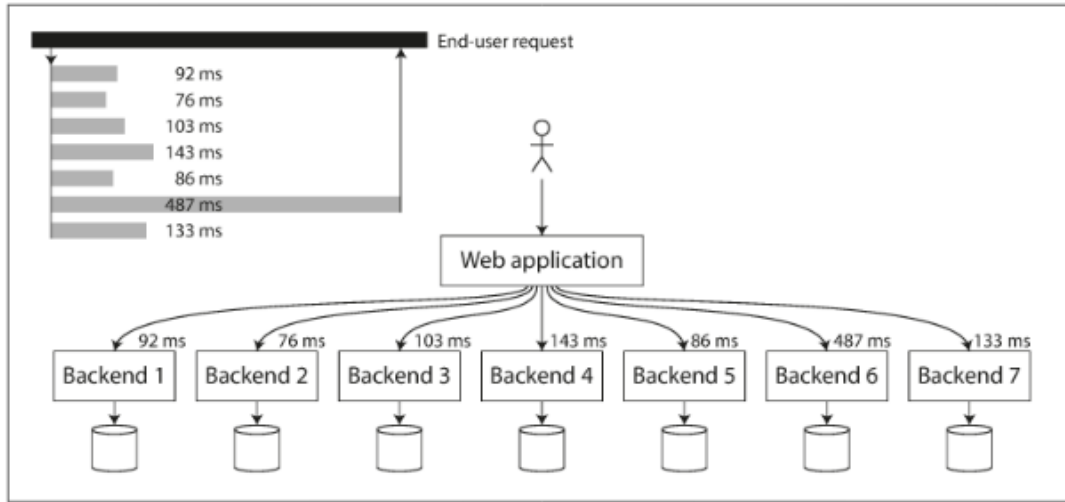 End-user request
92 ms
76 ms
103 ms
143 ms
86 ms
487 ms
133 ms
Web application
92 ms 76 ms 103 ms 143 ms 86 ms 487 ms 133 ms
Backend 1 Backend 2 Backend 3 Backend 4 Backend 5 Backend 6 Backend 7